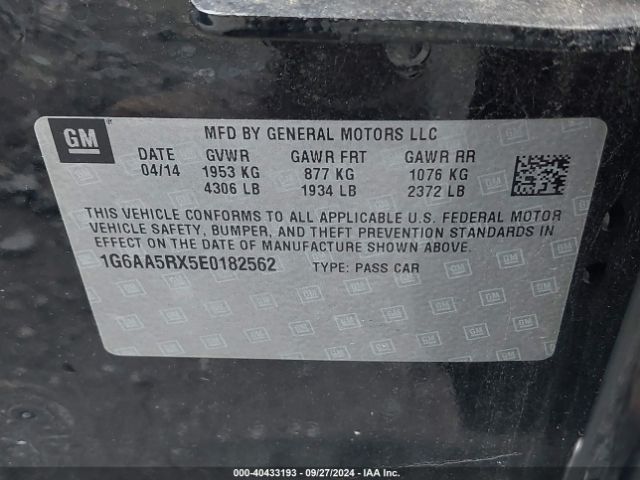 GM
MFD BY GENERAL MOTORS LLC
DATE GVWR GAWR FRT GAWR RR
04/14 1953 KG 877 KG 1076 KG
4306 LB 1934 LB 2372 LB
THIS VEHICLE CONFORMS TO ALL APPLICABLE U.S. FEDERAL MOTOR
VEHICLE SAFETY, BUMPER, AND THEFT PREVENTION STANDARDS IN
EFFECT ON THE DATE OF MANUFACTURE SHOWN ABOVE.
1G6AA5RX5E0182562 TYPE: PASS CAR
000-40433193 - 09/27/2024 - IAA Inc.